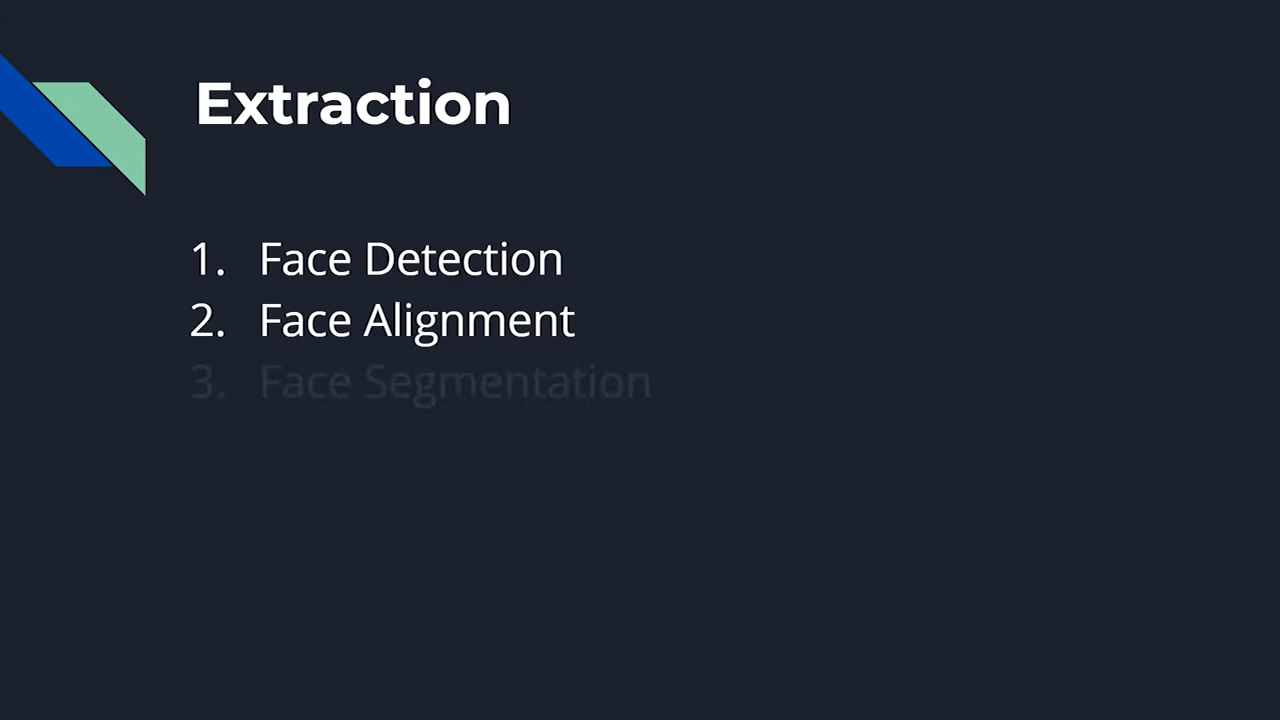 Extraction
1. Face Detection
2. Face Alignment
3. Face Segmentation